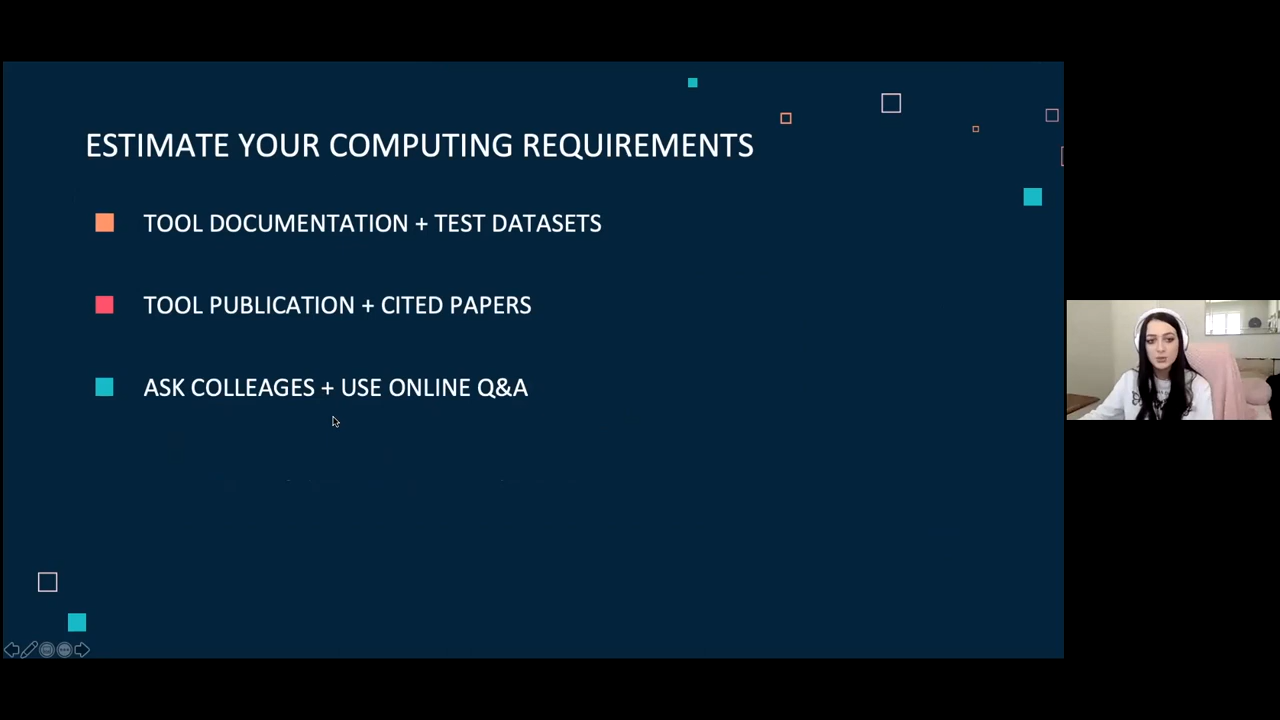 ESTIMATE YOUR COMPUTING REQUIREMENTS
TOOL DOCUMENTATION + TEST DATASETS
TOOL PUBLICATION + CITED PAPERS
ASK COLLEAGES + USE ONLINE Q&A